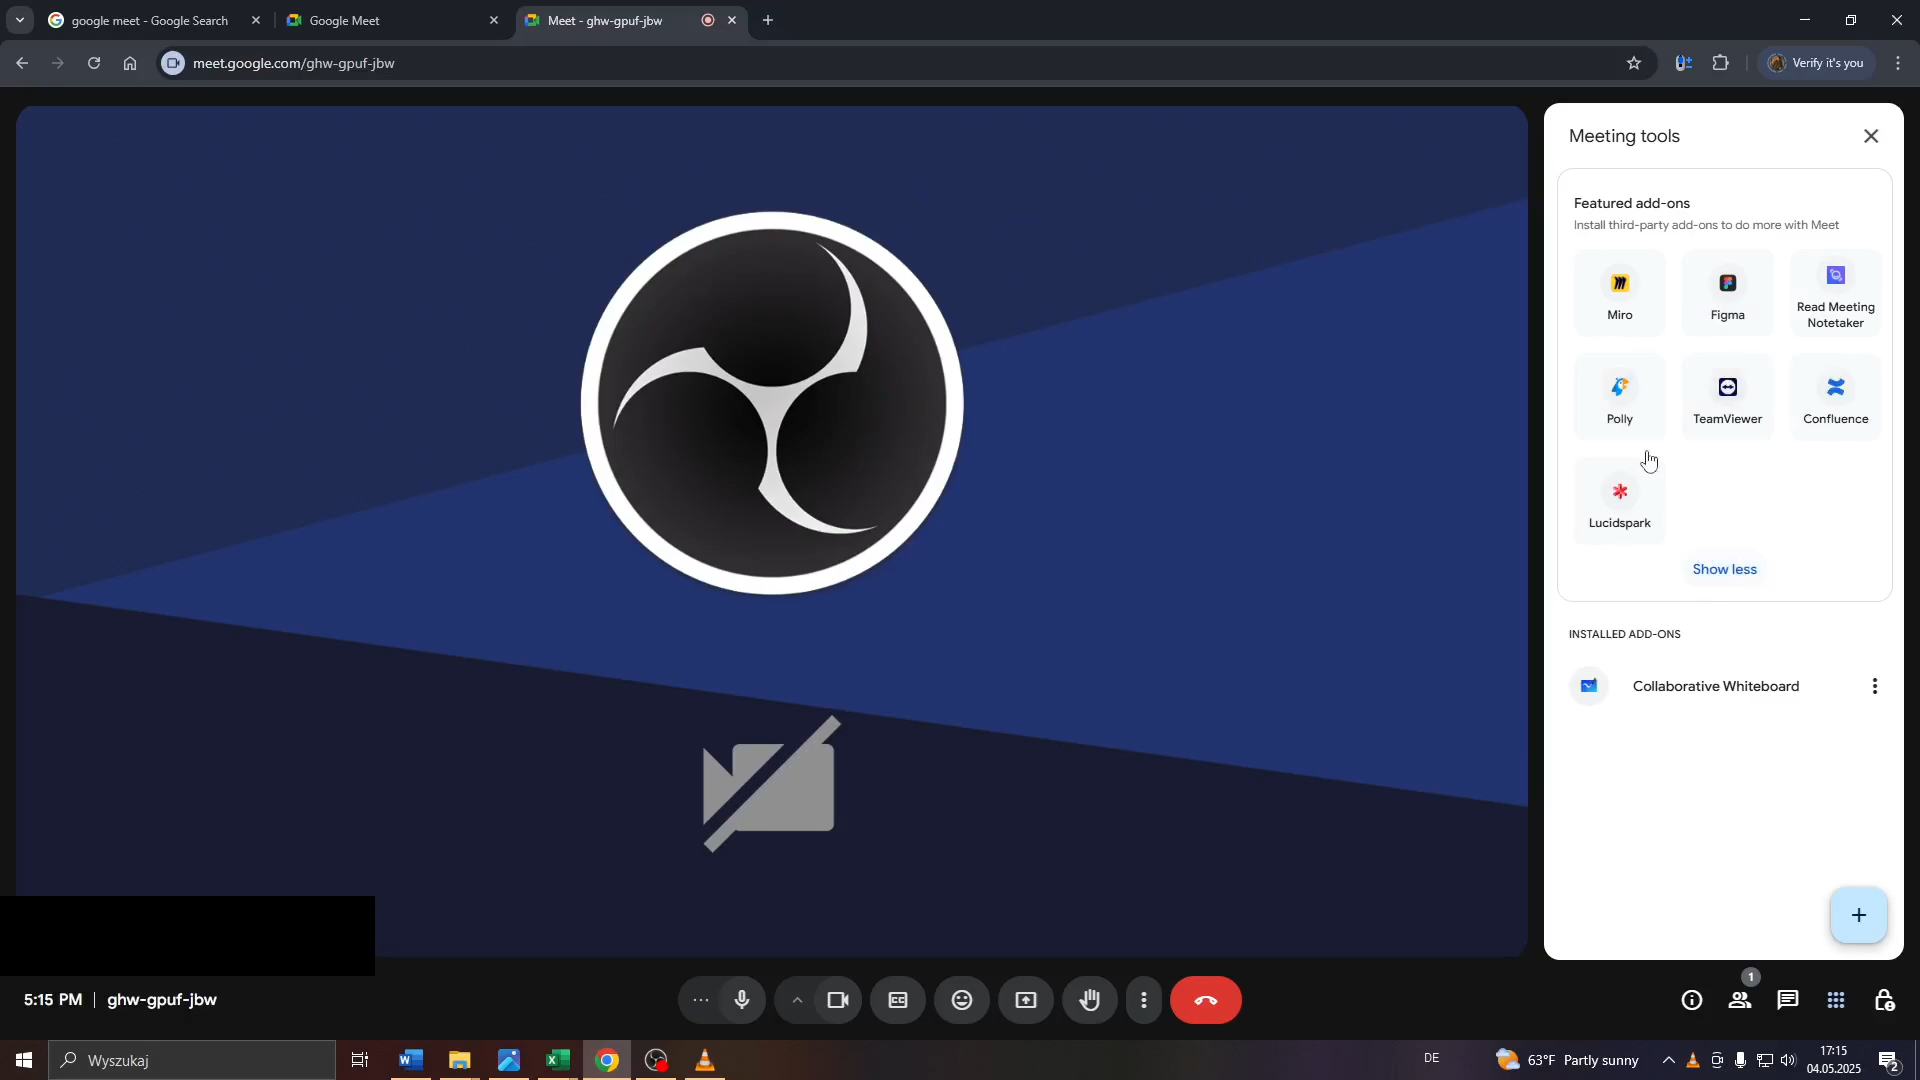 google meet - Google Search
Google Meet
Meet - ghw-gpuf-jbw
meet.google.com/ghw-gpuf-jbw
Verify it's you
Meeting tools
Featured add-ons
Install third-party add-ons to do more with Meet
Miro
Figma
Read Meeting
Notetaker
Polly
TeamViewer
Confluence
Lucidspark
Show less
INSTALLED ADD-ONS
Collaborative Whiteboard
5:15 PM | ghw-gpuf-jbw
CC
1
Wyszukaj
DE
63°F Partly sunny
17:15
04.05.2025
2